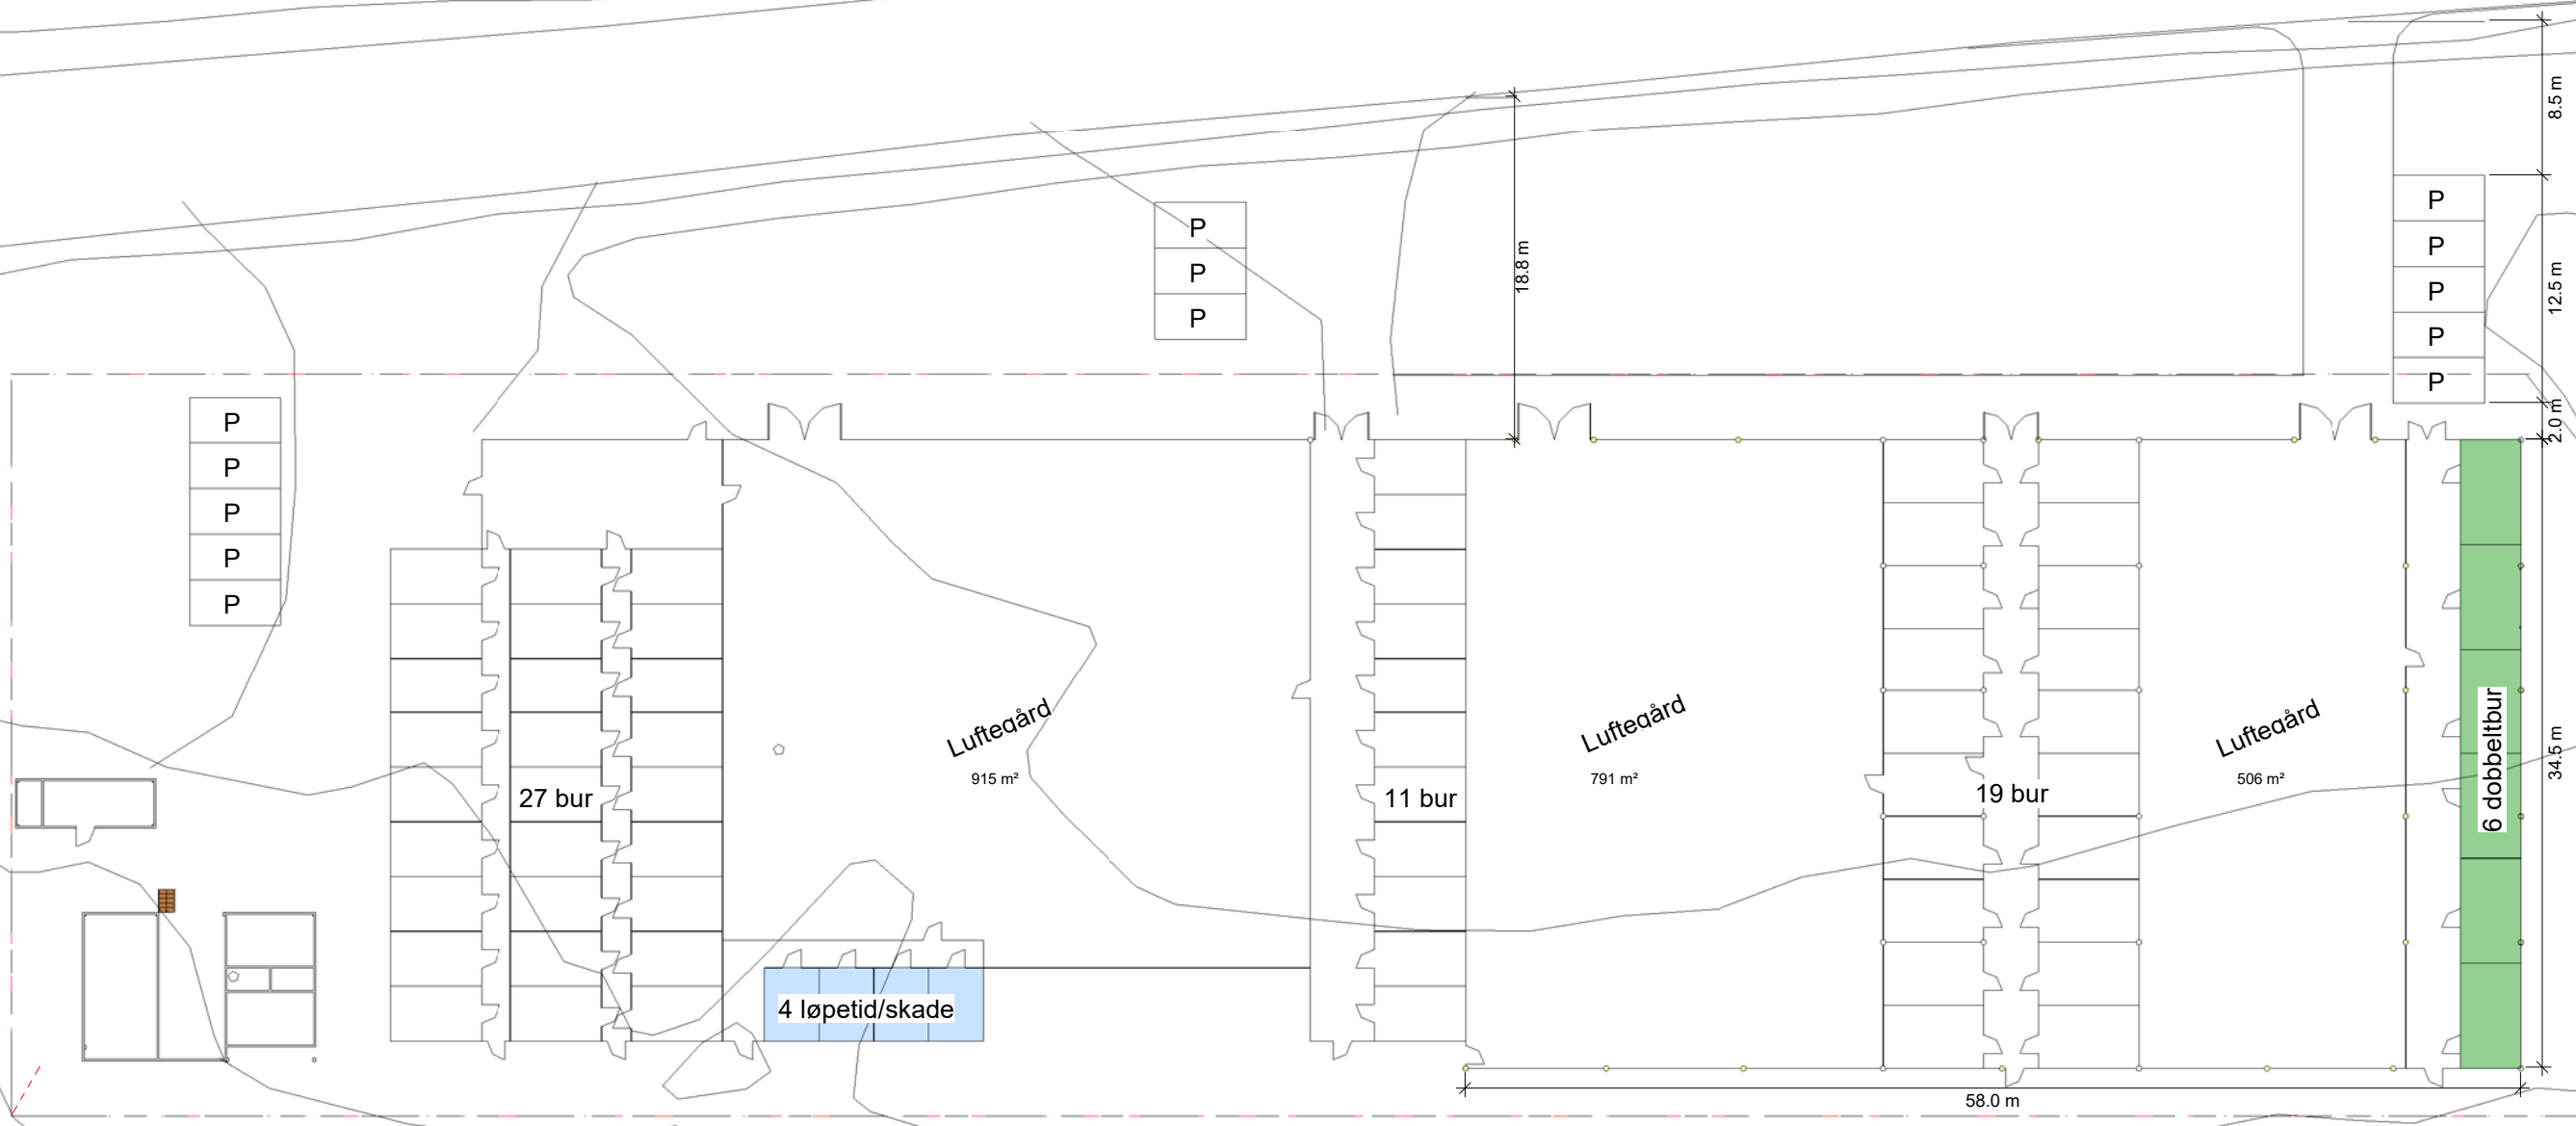 8.5 m
P
P
P
P
P
P
P
P
18.8 m
12.5 m
2.0 m
P
P
P
P
P
Luftegård
915 m²
Luftegård
791 m²
Luftegård
506 m²
27 bur
11 bur
19 bur
6 dobbeltbur
34.5 m
4 løpetid/skade
58.0 m